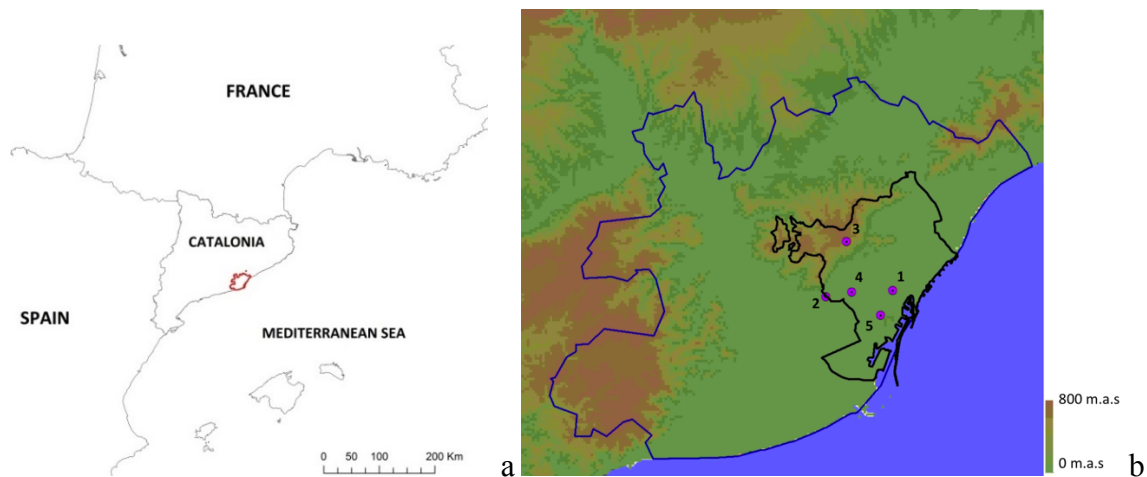 FRANCE
CATALONIA
SPAIN
MEDITERRANEAN SEA
0 50 100 200 Km
a
3
4
1
2
5
800 m.a.s
0 m.a.s
b